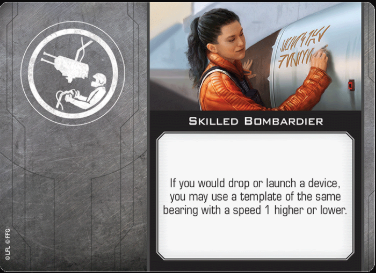 Skilled Bombardier
If you would drop or launch a device,
you may use a template of the same
bearing with a speed 1 higher or lower.
©LFL ©FFG